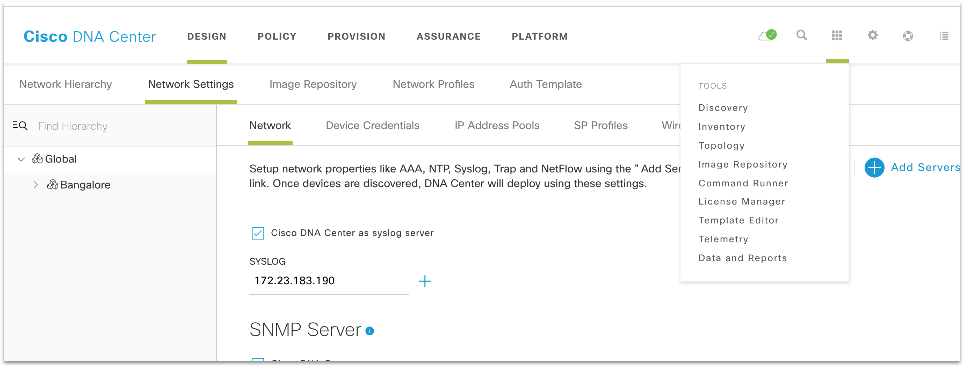 Cisco DNA Center
DESIGN
POLICY
PROVISION
ASSURANCE
PLATFORM
Network Hierarchy
Network Settings
Image Repository
Network Profiles
Auth Template
TOOLS
Discovery
Inventory
Topology
Image Repository
Command Runner
License Manager
Template Editor
Telemetry
Data and Reports
Find Hierarchy
Global
Bangalore
Network
Device Credentials
IP Address Pools
SP Profiles
Wire
Setup network properties like AAA, NTP, Syslog, Trap and NetFlow using the "Add Ser
link. Once devices are discovered, DNA Center will deploy using these settings.
Add Servers
Cisco DNA Center as syslog server
SYSLOG
172.23.183.190
SNMP Server